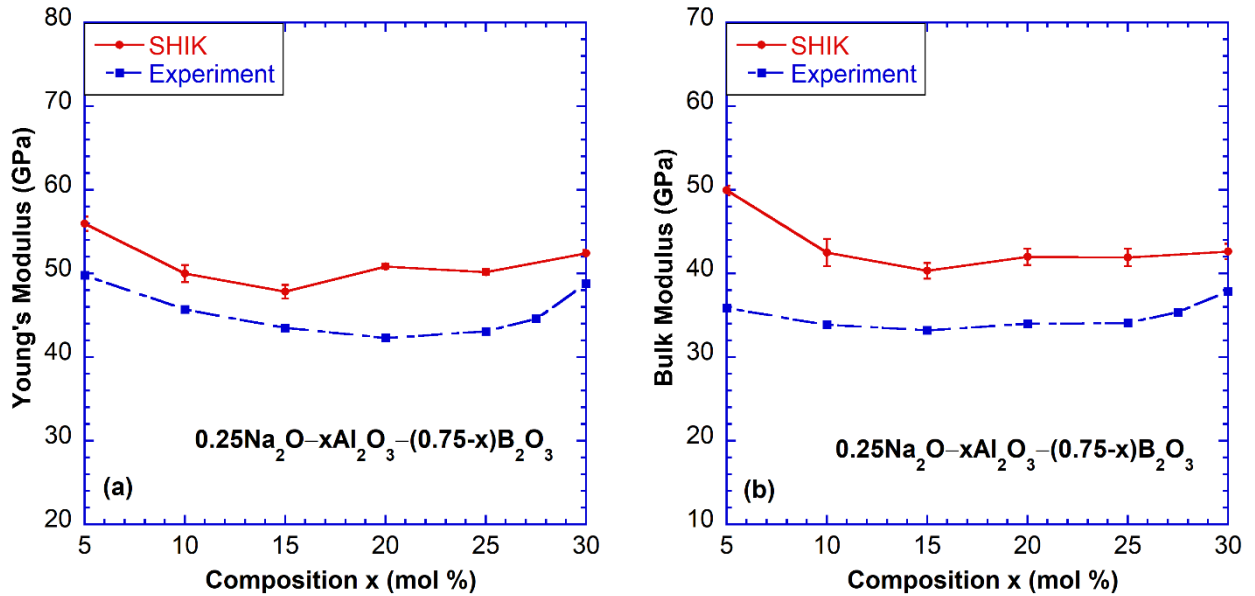 80
70
60
50
40
30
20
Young's Modulus (GPa)
SHIK
Experiment
0.25Na₂O–xAl₂O₃–(0.75-x)B₂O₃
(a)
5 10 15 20 25 30
Composition x (mol %)
70
60
50
40
30
20
10
Bulk Modulus (GPa)
SHIK
Experiment
0.25Na₂O–xAl₂O₃–(0.75-x)B₂O₃
(b)
5 10 15 20 25 30
Composition x (mol %)